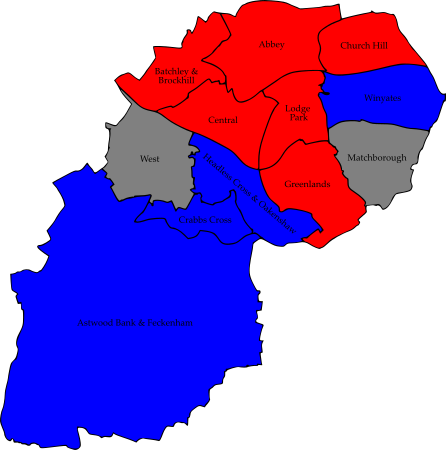 Abbey
Church Hill
Batchley &
Brockhill
Winyates
Lodge
Park
Central
West
Matchborough
Headless Cross & Oakenshaw
Greenlands
Crabbs Cross
Astwood Bank & Feckenham